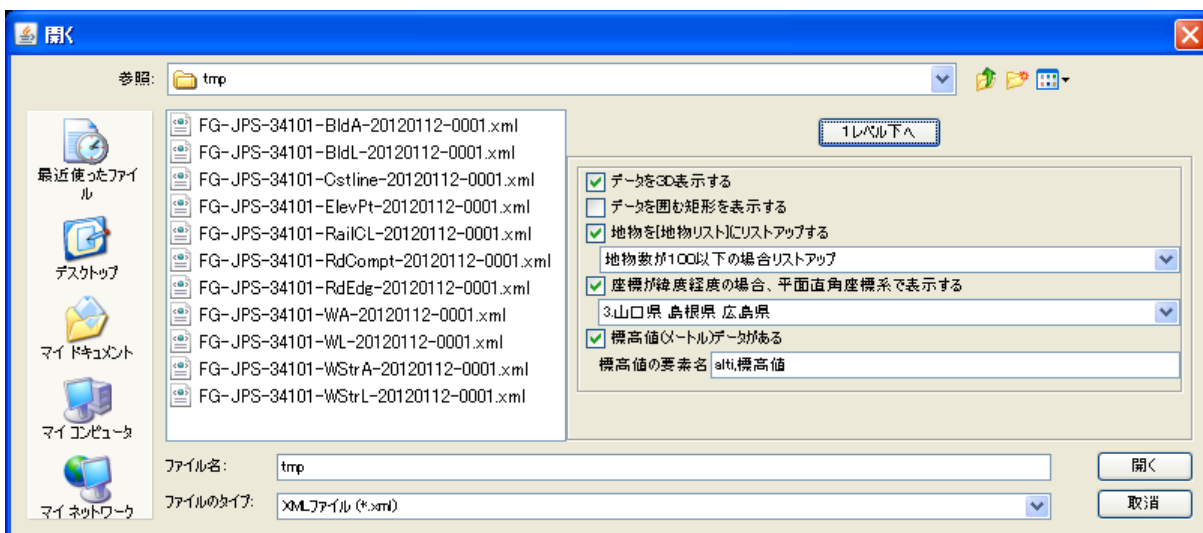 開く
参照: tmp
最近使ったファイ
ル
デスクトップ
マイ ドキュメント
マイ コンピュータ
マイ ネットワーク
FG-JPS-34101-BldA-20120112-0001.xml
FG-JPS-34101-BldL-20120112-0001.xml
FG-JPS-34101-Cstline-20120112-0001.xml
FG-JPS-34101-ElevPt-20120112-0001.xml
FG-JPS-34101-RailCL-20120112-0001.xml
FG-JPS-34101-RdCompt-20120112-0001.xml
FG-JPS-34101-RdEdg-20120112-0001.xml
FG-JPS-34101-WA-20120112-0001.xml
FG-JPS-34101-WL-20120112-0001.xml
FG-JPS-34101-WStrA-20120112-0001.xml
FG-JPS-34101-WStrL-20120112-0001.xml
1レベル下へ
データを3D表示する
データを囲む矩形を表示する
地物を[地物リスト]にリストアップする
地物数が100以下の場合リストアップ
座標が緯度経度の場合、平面直角座標系で表示する
3.山口県 島根県 広島県
標高値(メートル)データがある
標高値の要素名 alti,標高値
ファイル名: tmp
開く
ファイルのタイプ: XMLファイル (*.xml)
取消